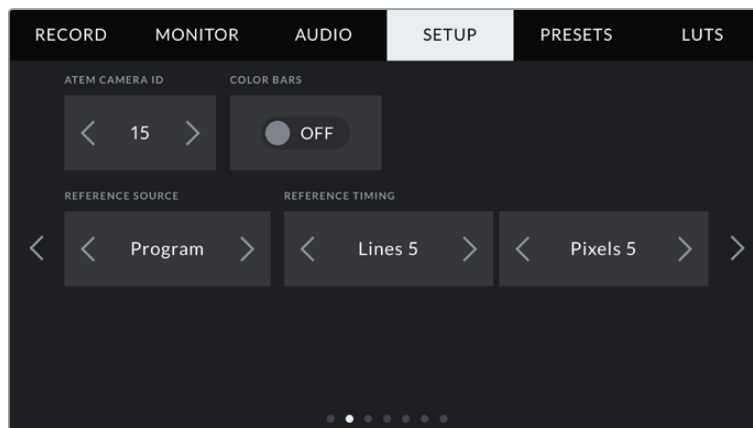 RECORD MONITOR AUDIO SETUP PRESETS LUTS
ATEM CAMERA ID COLOR BARS
15 OFF
REFERENCE SOURCE REFERENCE TIMING
Program Lines 5 Pixels 5